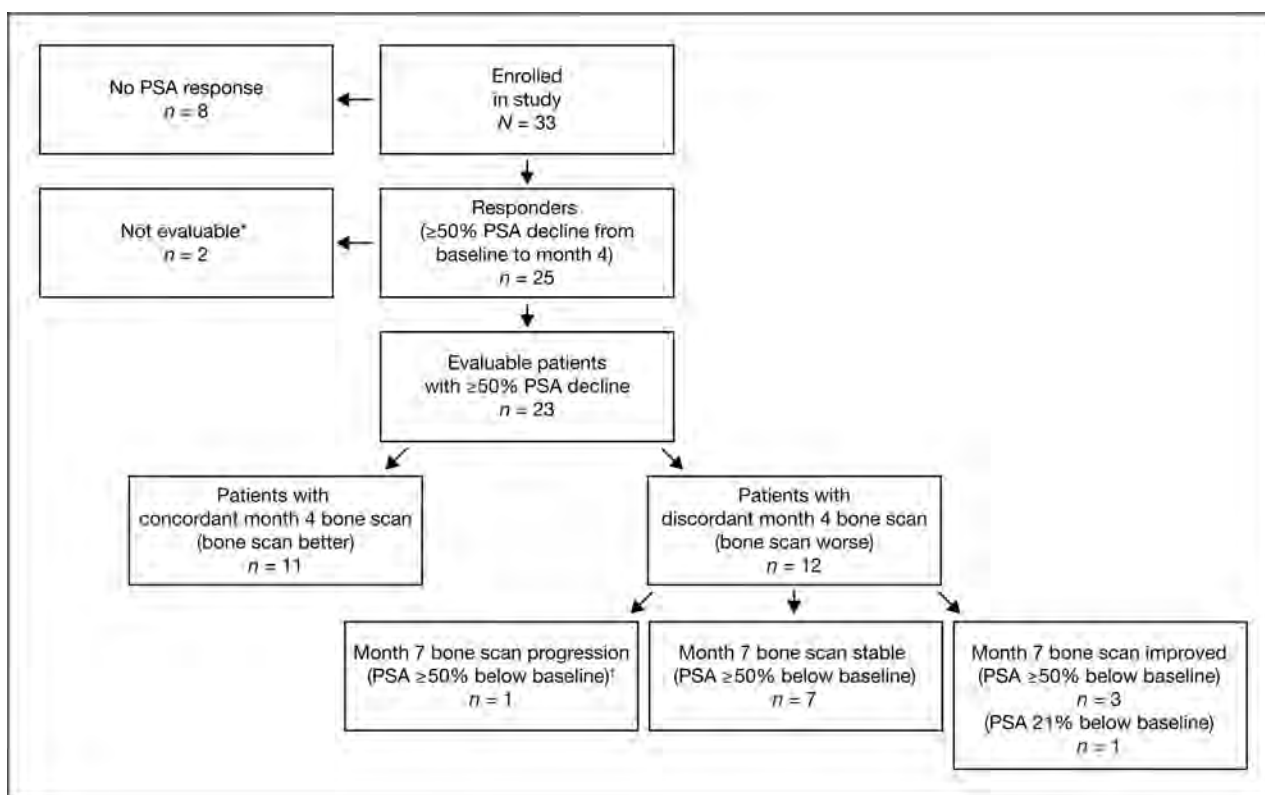 No PSA response
n = 8
Enrolled
in study
N = 33
Not evaluable*
n = 2
Responders
(≥50% PSA decline from
baseline to month 4)
n = 25
Evaluable patients
with ≥50% PSA decline
n = 23
Patients with
concordant month 4 bone scan
(bone scan better)
n = 11
Patients with
discordant month 4 bone scan
(bone scan worse)
n = 12
Month 7 bone scan progression
(PSA ≥50% below baseline)†
n = 1
Month 7 bone scan stable
(PSA ≥50% below baseline)
n = 7
Month 7 bone scan improved
(PSA ≥50% below baseline)
n = 3
(PSA 21% below baseline)
n = 1